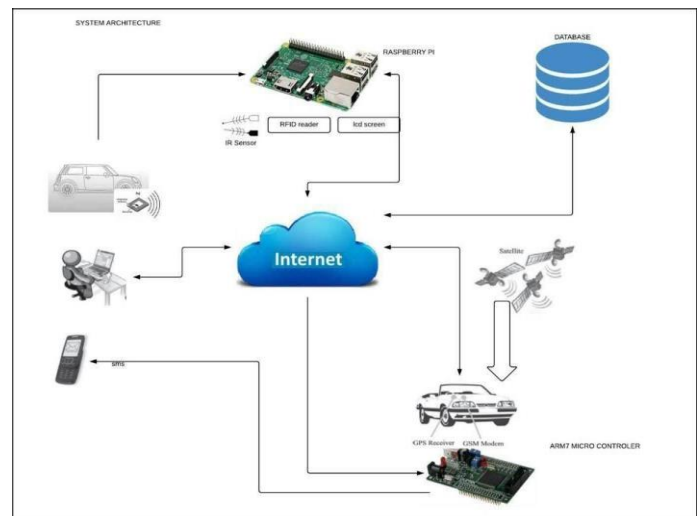 SYSTEM ARCHITECTURE
RASPBERRY PI
DATABASE
RFID reader
lcd screen
IR Sensor
Internet
Satellite
sms
GPS Receiver
GSM Modem
ARM7 MICRO CONTROLER